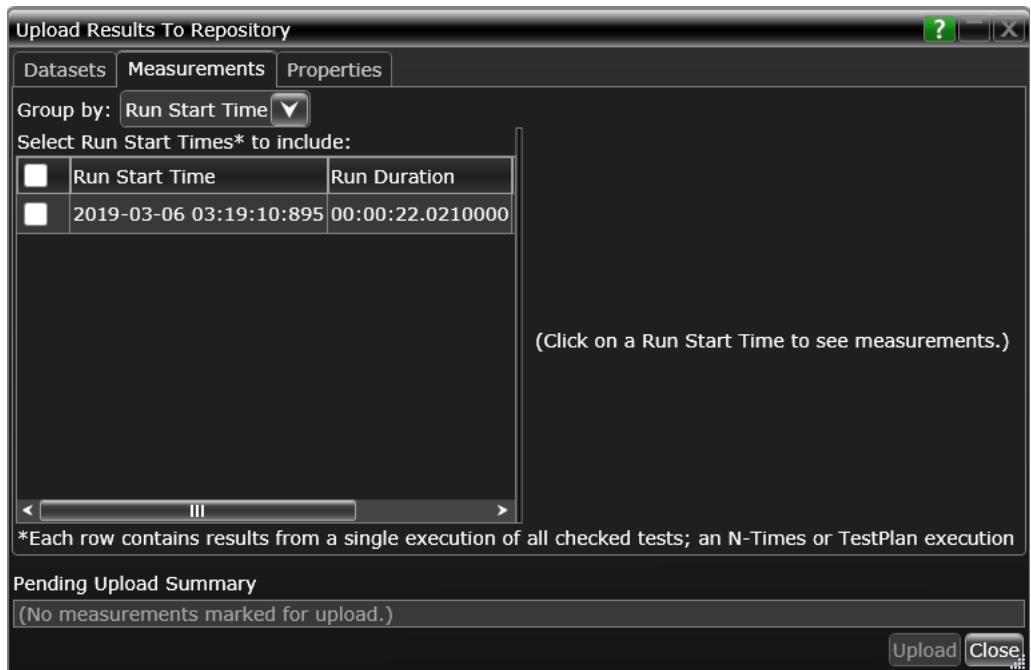 Upload Results To Repository
?
X
Datasets Measurements Properties
Group by: Run Start Time
Select Run Start Times* to include:
Run Start Time Run Duration
2019-03-06 03:19:10:895 00:00:22.0210000
(Click on a Run Start Time to see measurements.)
*Each row contains results from a single execution of all checked tests; an N-Times or TestPlan execution
Pending Upload Summary
(No measurements marked for upload.)
Upload Close